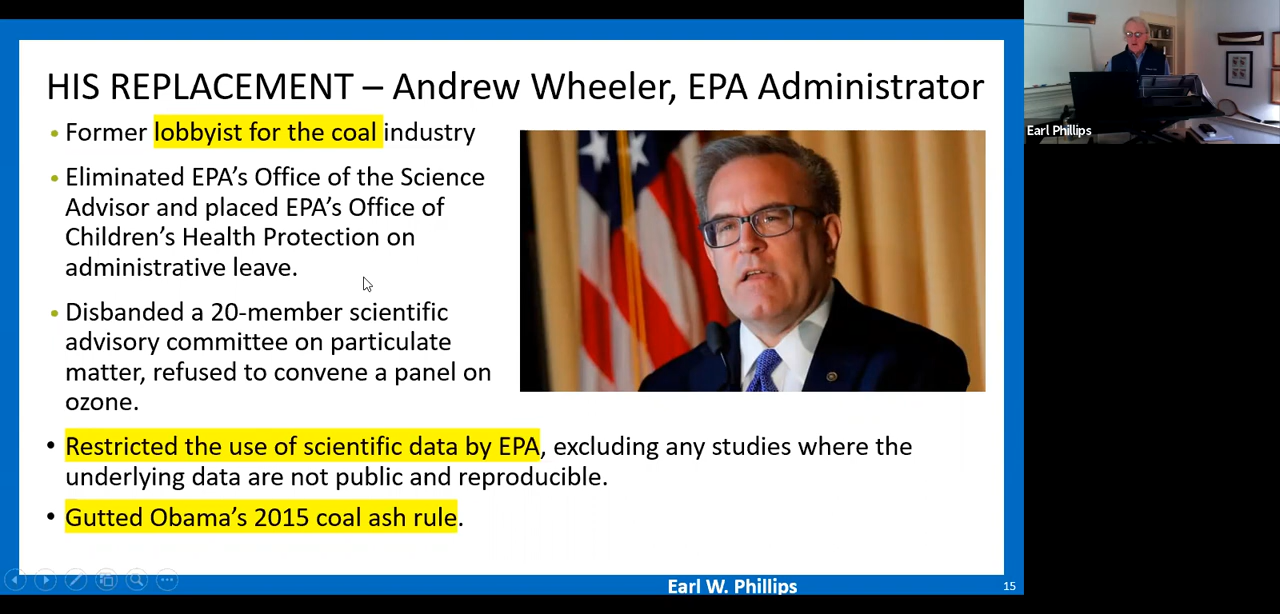 HIS REPLACEMENT – Andrew Wheeler, EPA Administrator
• Former lobbyist for the coal industry
• Eliminated EPA’s Office of the Science
Advisor and placed EPA’s Office of
Children’s Health Protection on
administrative leave.
• Disbanded a 20-member scientific
advisory committee on particulate
matter, refused to convene a panel on
ozone.
• Restricted the use of scientific data by EPA, excluding any studies where the
underlying data are not public and reproducible.
• Gutted Obama’s 2015 coal ash rule.
Earl W. Phillips
15
Earl Phillips